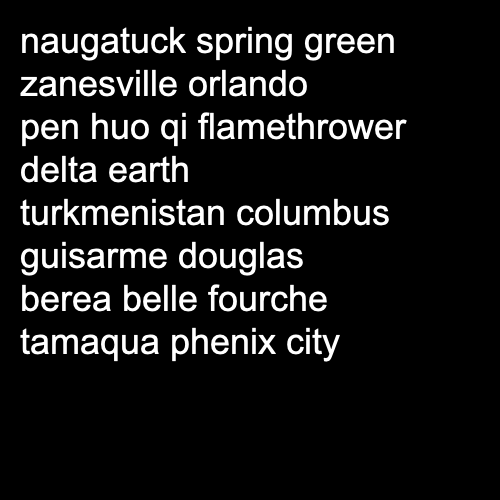 naugatuck spring green
zanesville orlando
pen huo qi flamethrower
delta earth
turkmenistan columbus
guisarme douglas
berea belle fourche
tamaqua phenix city